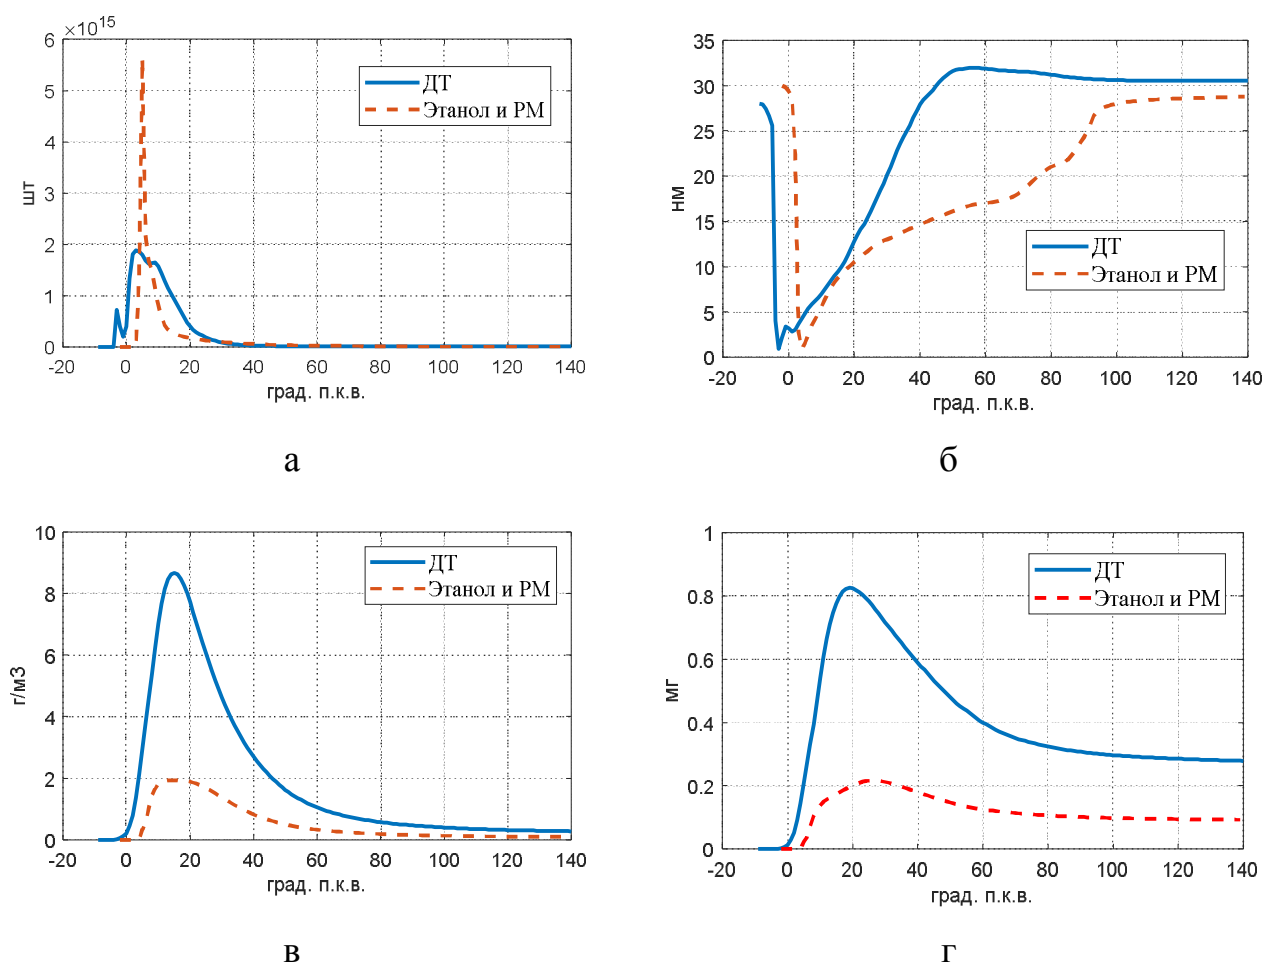 ×10^15
6
5
4
3
2
1
0
шт
-20 0 20 40 60 80 100 120 140
град. п.к.в.
ДТ
Этанол и РМ
а
35
30
25
20
15
10
5
0
нм
-20 0 20 40 60 80 100 120 140
град. п.к.в.
ДТ
Этанол и РМ
б
10
8
6
4
2
0
г/м3
-20 0 20 40 60 80 100 120 140
град. п.к.в.
ДТ
Этанол и РМ
в
1
0.8
0.6
0.4
0.2
0
мг
-20 0 20 40 60 80 100 120 140
град. п.к.в.
ДТ
Этанол и РМ
г